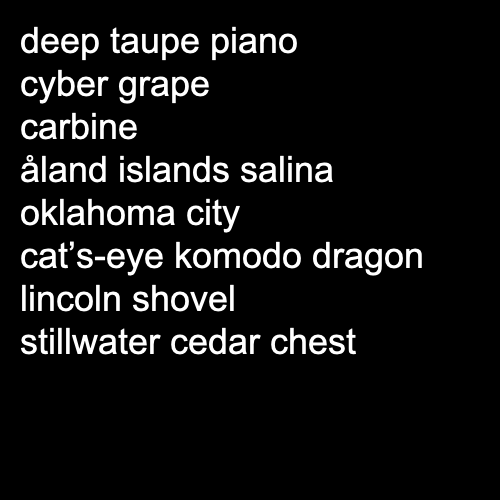 deep taupe piano
cyber grape
carbine
åland islands salina
oklahoma city
cat’s-eye komodo dragon
lincoln shovel
stillwater cedar chest